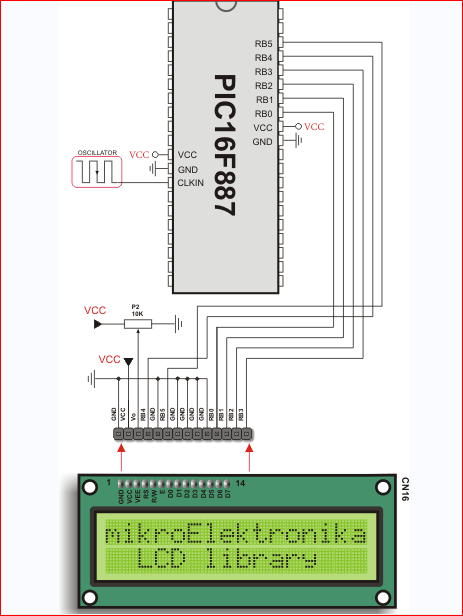 RB5
RB4
RB3
RB2
RB1
RB0
VCC VCC
GND
PIC16F887
OSCILLATOR
VCC VCC
GND
CLKIN
P2
10K
VCC
VCC
GND VCC Vo RB4 GND RB5 GND GND GND GND RB0 RB1 RB2 RB3
1 14
GND VCC VEE RS R/W E D0 D1 D2 D3 D4 D5 D6 D7
CN16
mikroElektronika
LCD library